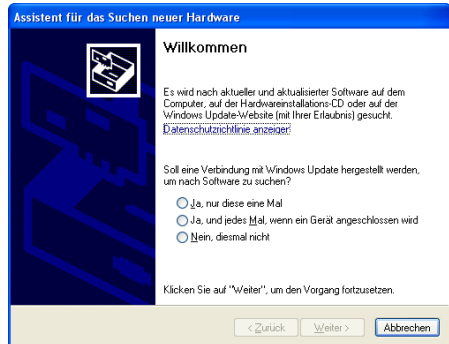 Assistent für das Suchen neuer Hardware
Willkommen
Es wird nach aktueller und aktualisierter Software auf dem
Computer, auf der Hardwareinstallations-CD oder auf der
Windows Update-Website (mit Ihrer Erlaubnis) gesucht.
Datenschutzrichtlinie anzeigen
Soll eine Verbindung mit Windows Update hergestellt werden,
um nach Software zu suchen?
Ja, nur diese eine Mal
Ja, und jedes Mal, wenn ein Gerät angeschlossen wird
Nein, diesmal nicht
Klicken Sie auf "Weiter", um den Vorgang fortzusetzen.
< Zurück Weiter > Abbrechen